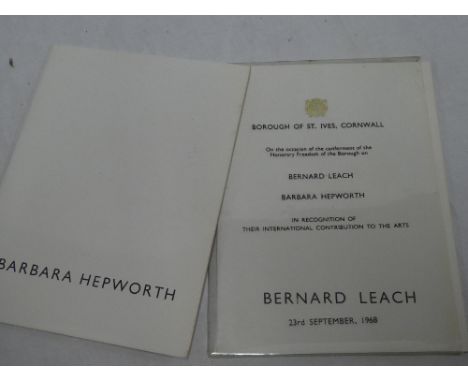 BARBARA HEPWORTH
BOROUGH OF ST. IVES, CORNWALL
On the occasion of the conferment of the
Honorary Freedom of the Borough on
BERNARD LEACH
BARBARA HEPWORTH
IN RECOGNITION OF
THEIR INTERNATIONAL CONTRIBUTION TO THE ARTS
BERNARD LEACH
23rd SEPTEMBER, 1968